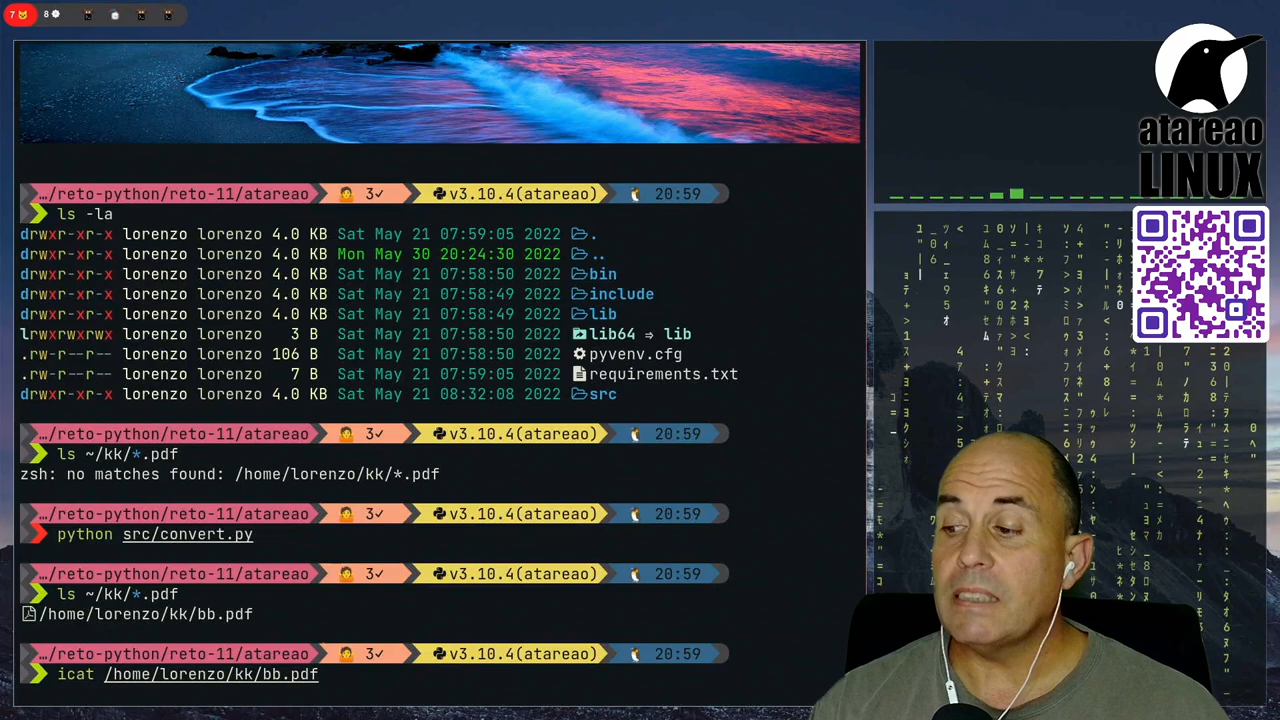 7
8
atareao
LINUX
…/reto-python/reto-11/atareao 3✓ v3.10.4(atareao) 20:59
ls -la
drwxr-xr-x lorenzo lorenzo 4.0 KB Sat May 21 07:59:05 2022 .
drwxr-xr-x lorenzo lorenzo 4.0 KB Mon May 30 20:24:30 2022 ..
drwxr-xr-x lorenzo lorenzo 4.0 KB Sat May 21 07:59:05 2022 bin
drwxr-xr-x lorenzo lorenzo 4.0 KB Sat May 21 07:58:49 2022 include
drwxr-xr-x lorenzo lorenzo 4.0 KB Sat May 21 07:58:49 2022 lib
lrwxrwxrwx lorenzo lorenzo 3 B Sat May 21 07:58:50 2022 lib64 ⇒ lib
.rw-r--r-- lorenzo lorenzo 106 B Sat May 21 07:58:50 2022 pyvenv.cfg
.rw-r--r-- lorenzo lorenzo 7 B Sat May 21 07:59:05 2022 requirements.txt
drwxr-xr-x lorenzo lorenzo 4.0 KB Sat May 21 08:32:08 2022 src
…/reto-python/reto-11/atareao 3✓ v3.10.4(atareao) 20:59
ls ~/kk/*.pdf
zsh: no matches found: /home/lorenzo/kk/*.pdf
…/reto-python/reto-11/atareao 3✓ v3.10.4(atareao) 20:59
python src/convert.py
…/reto-python/reto-11/atareao 3✓ v3.10.4(atareao) 20:59
ls ~/kk/*.pdf
/home/lorenzo/kk/bb.pdf
…/reto-python/reto-11/atareao 3✓ v3.10.4(atareao) 20:59
icat /home/lorenzo/kk/bb.pdf